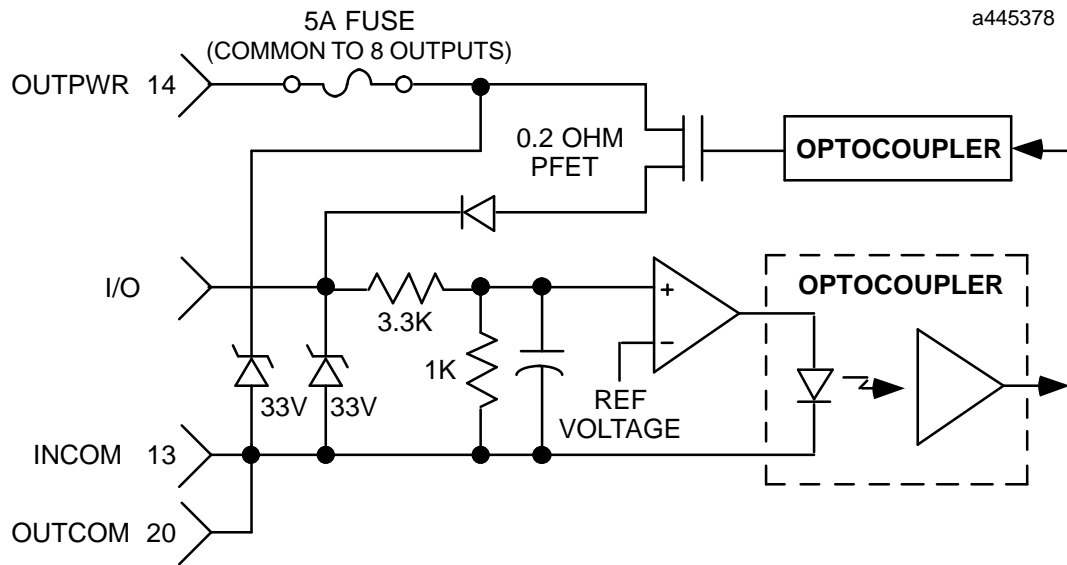 a445378
5A FUSE
(COMMON TO 8 OUTPUTS)
OUTPWR 14
0.2 OHM
PFET
OPTOCOUPLER
I/O
3.3K
+
−
OPTOCOUPLER
1K
33V
33V
REF
VOLTAGE
INCOM 13
OUTCOM 20